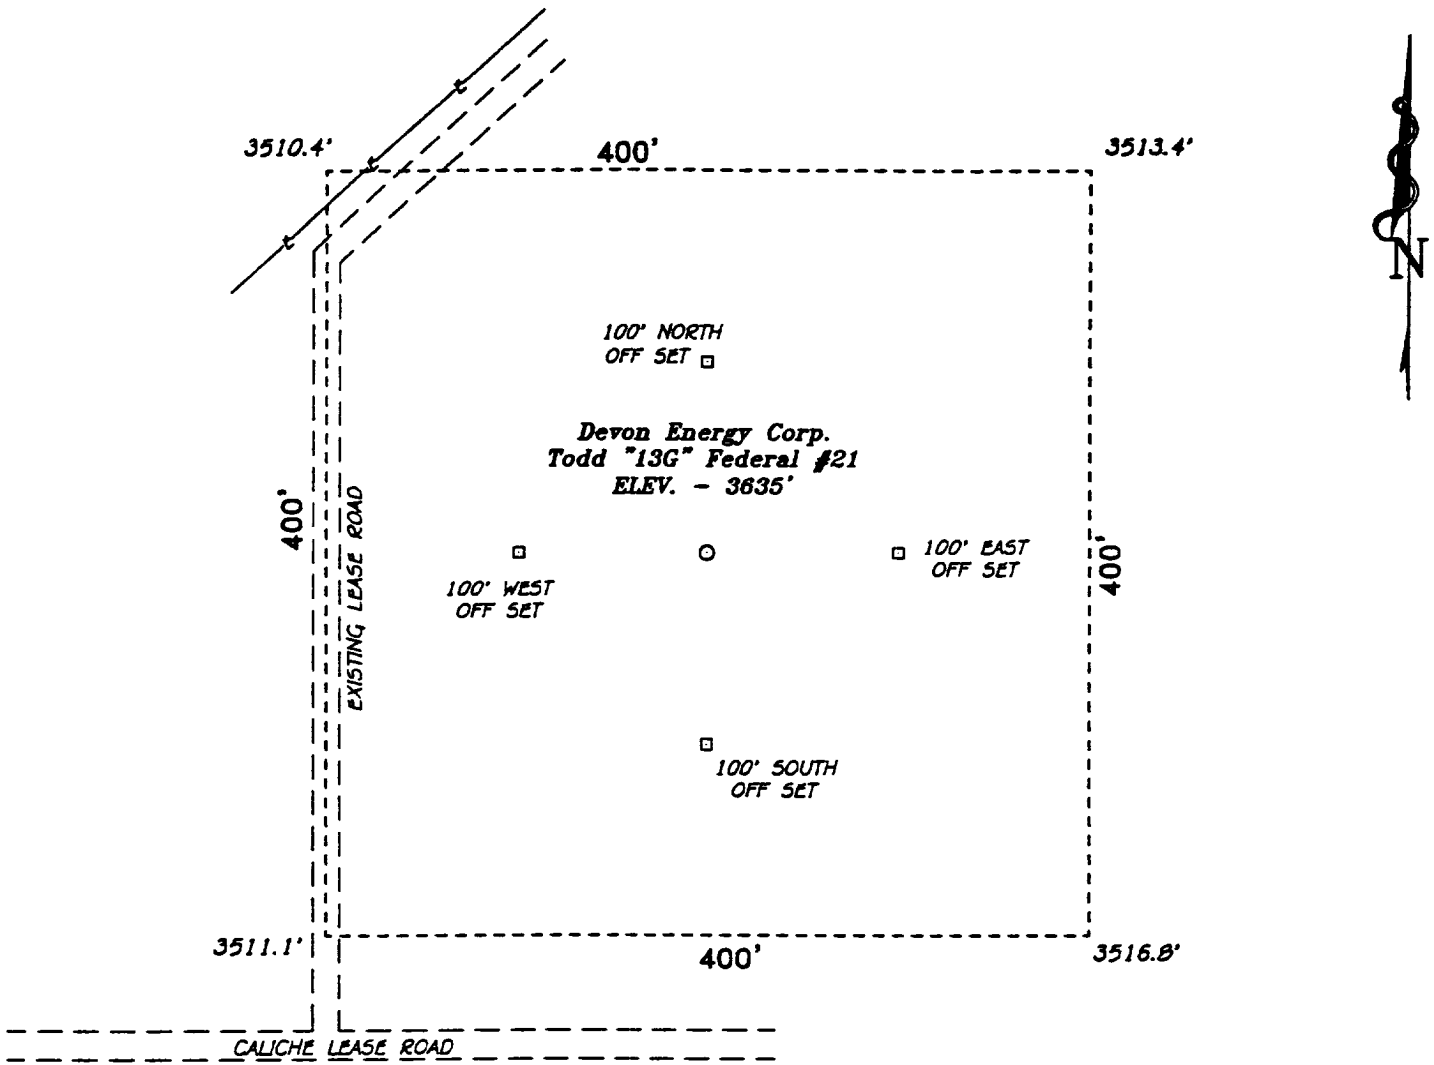 3510.4'
400'
3513.4'
N
100' NORTH
OFF SET
Devon Energy Corp.
Todd "13G" Federal #21
ELEV. - 3635'
400'
EXISTING LEASE ROAD
100' WEST
OFF SET
100' EAST
OFF SET
400'
100' SOUTH
OFF SET
3511.1'
400'
3516.8'
CALICHE LEASE ROAD